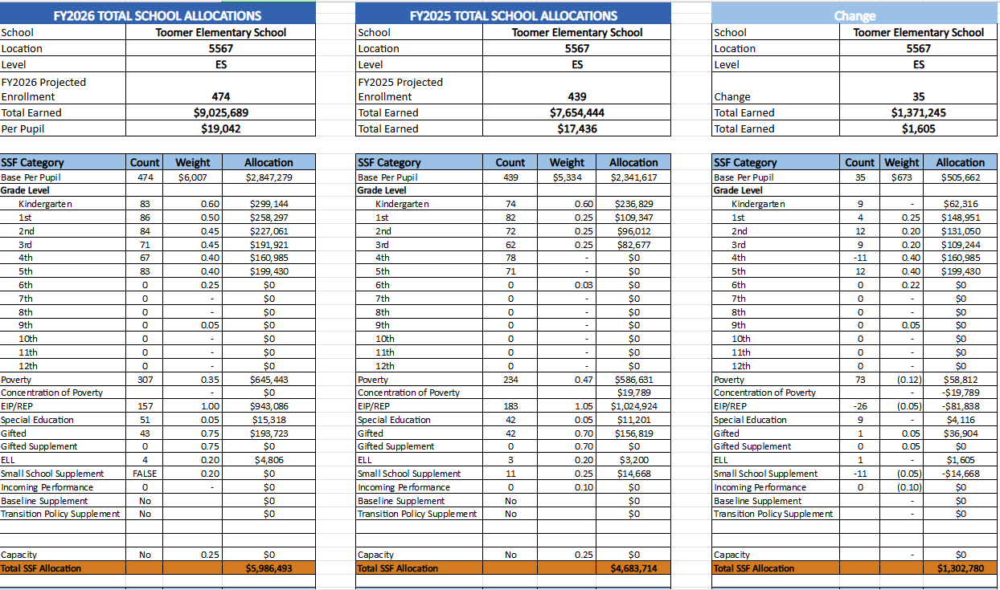 FY2026 TOTAL SCHOOL ALLOCATIONS FY2025 TOTAL SCHOOL ALLOCATIONS Change
School Toomer Elementary School School Toomer Elementary School School Toomer Elementary School
Location 5567 Location 5567 Location 5567
Level ES Level ES Level ES
FY2026 Projected FY2025 Projected
Enrollment 474 Enrollment 439 Change 35
Total Earned $9,025,689 Total Earned $7,654,444 Total Earned $1,371,245
Per Pupil $19,042 Total Earned $17,436 Total Earned $1,605
SSF Category Count Weight Allocation SSF Category Count Weight Allocation SSF Category Count Weight Allocation
Base Per Pupil 474 $6,007 $2,847,279 Base Per Pupil 439 $5,334 $2,341,617 Base Per Pupil 35 $673 $505,662
Grade Level Grade Level Grade Level
Kindergarten 83 0.60 $299,144 Kindergarten 74 0.60 $236,829 Kindergarten 9 - $62,316
1st 86 0.50 $258,297 1st 82 0.25 $109,347 1st 4 0.25 $148,951
2nd 84 0.45 $227,061 2nd 72 0.25 $96,012 2nd 12 0.20 $131,050
3rd 71 0.45 $191,921 3rd 62 0.25 $82,677 3rd 9 0.20 $109,244
4th 67 0.40 $160,985 4th 78 - $0 4th -11 0.40 $160,985
5th 83 0.40 $199,430 5th 71 - $0 5th 12 0.40 $199,430
6th 0 0.25 $0 6th 0 0.03 $0 6th 0 0.22 $0
7th 0 - $0 7th 0 - $0 7th 0 - $0
8th 0 - $0 8th 0 - $0 8th 0 - $0
9th 0 0.05 $0 9th 0 - $0 9th 0 0.05 $0
10th 0 - $0 10th 0 - $0 10th 0 - $0
11th 0 - $0 11th 0 - $0 11th 0 - $0
12th 0 - $0 12th 0 - $0 12th 0 - $0
Poverty 307 0.35 $645,443 Poverty 234 0.47 $586,631 Poverty 73 (0.12) $58,812
Concentration of Poverty - $0 Concentration of Poverty $19,789 Concentration of Poverty - -$19,789
EIP/REP 157 1.00 $943,086 EIP/REP 183 1.05 $1,024,924 EIP/REP -26 (0.05) -$81,838
Special Education 51 0.05 $15,318 Special Education 42 0.05 $11,201 Special Education 9 - $4,116
Gifted 43 0.75 $193,723 Gifted 42 0.70 $156,819 Gifted 1 0.05 $36,904
Gifted Supplement 0 0.75 $0 Gifted Supplement 0 0.70 $0 Gifted Supplement 0 0.05 $0
ELL 4 0.20 $4,806 ELL 3 0.20 $3,200 ELL 1 - $1,605
Small School Supplement FALSE 0.20 $0 Small School Supplement 11 0.25 $14,668 Small School Supplement -11 (0.05) -$14,668
Incoming Performance 0 - $0 Incoming Performance 0 0.10 $0 Incoming Performance 0 (0.10) $0
Baseline Supplement No $0 Baseline Supplement No $0 Baseline Supplement - $0
Transition Policy Supplement No $0 Transition Policy Supplement No $0 Transition Policy Supplement - $0
Capacity No 0.25 $0 Capacity No 0.25 $0 Capacity - $0
Total SSF Allocation $5,986,493 Total SSF Allocation $4,683,714 Total SSF Allocation $1,302,780